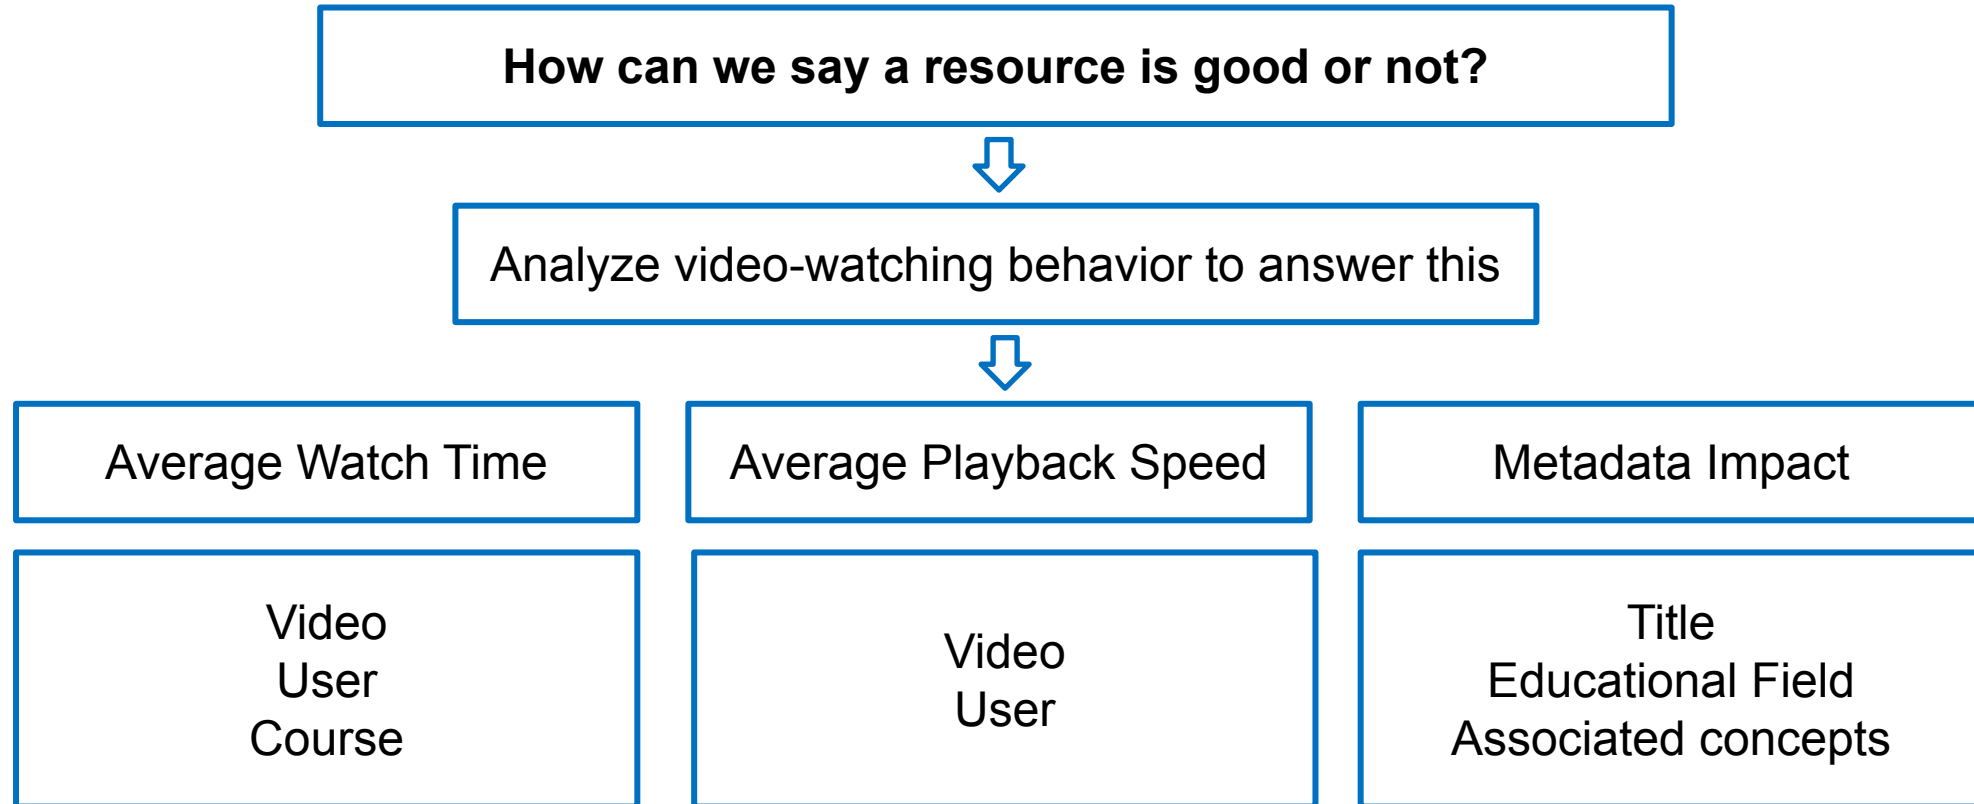 How can we say a resource is good or not?
Analyze video-watching behavior to answer this
Average Watch Time
Average Playback Speed
Metadata Impact
Video
User
Course
Video
User
Title
Educational Field
Associated concepts